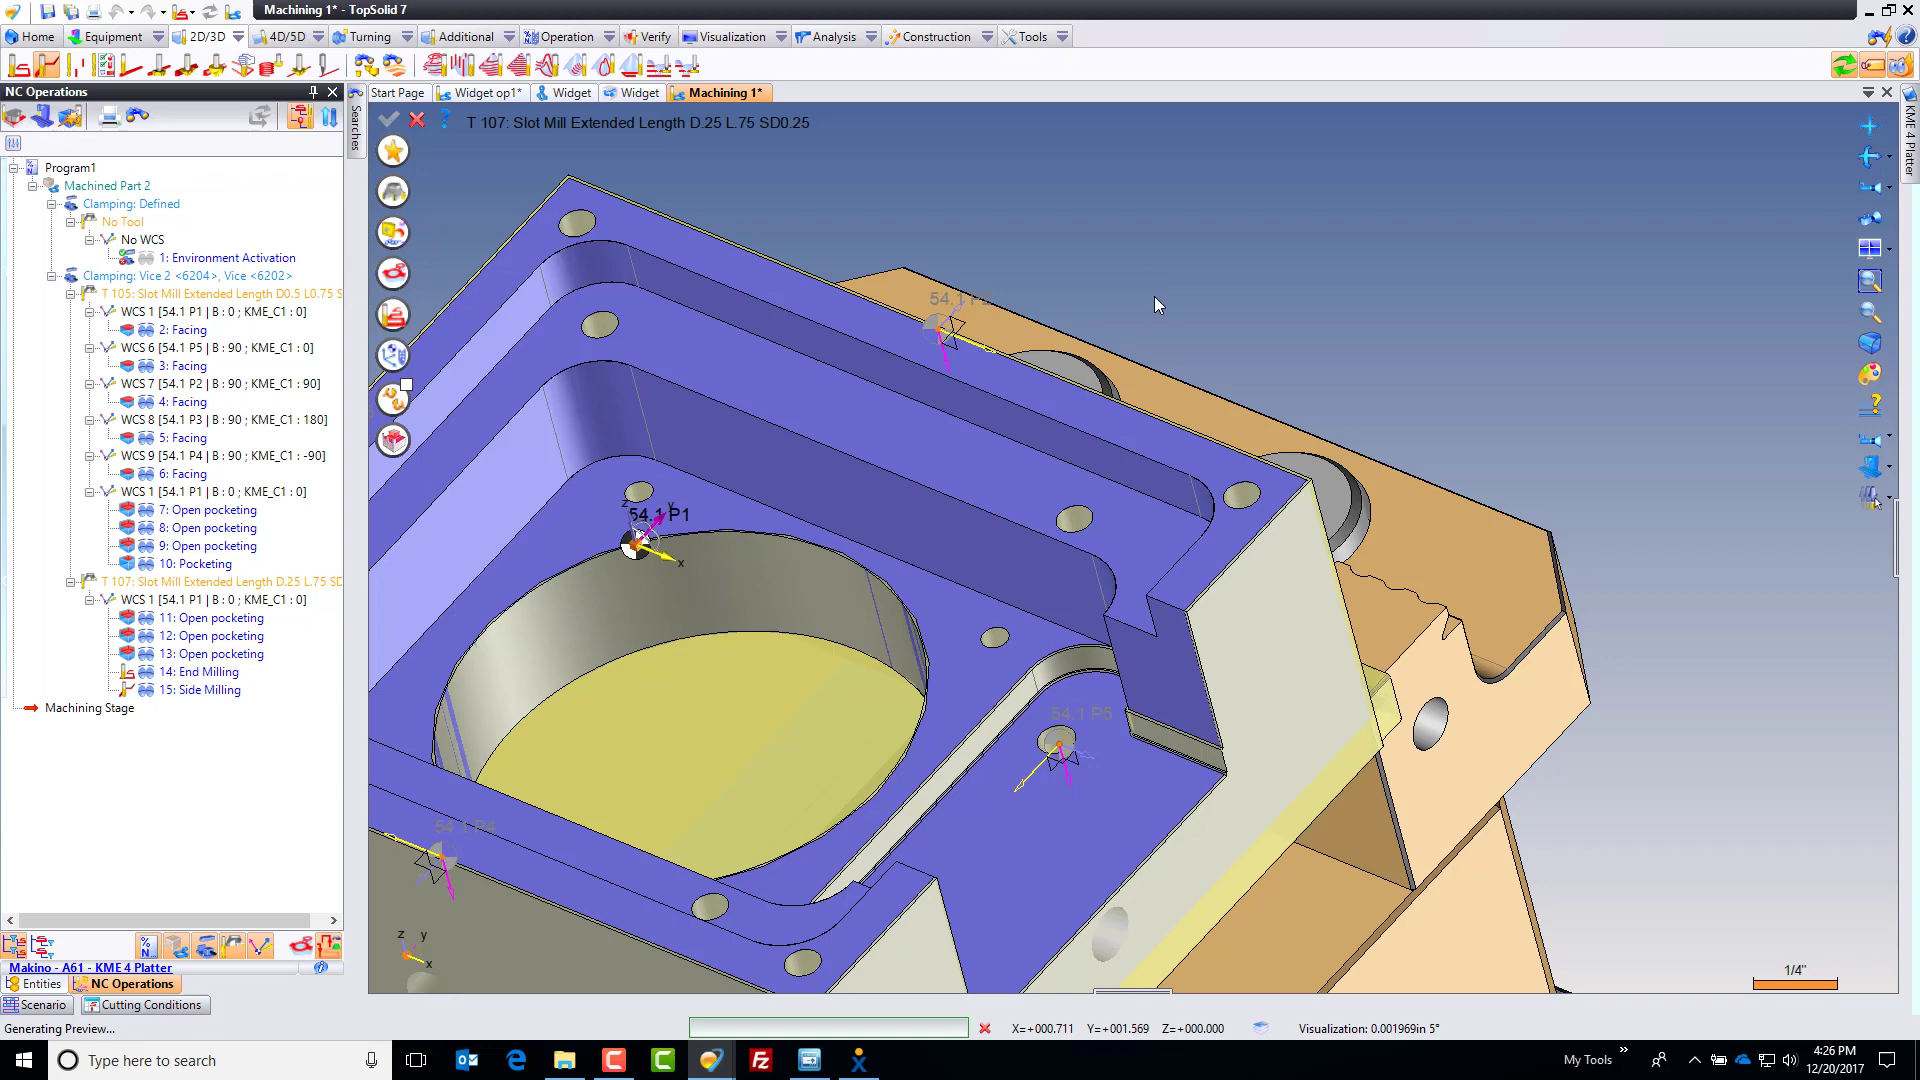 Machining 1* - TopSolid 7
Home
Equipment
2D/3D
4D/5D
Turning
Additional
Operation
Verify
Visualization
Analysis
Construction
Tools
NC Operations
Searches
Start Page
Widget op1*
Widget
Widget
Machining 1*
KME 4 Platter
T 107: Slot Mill Extended Length D.25 L.75 SD0.25
Program1
Machined Part 2
Clamping: Defined
No Tool
No WCS
1: Environment Activation
Clamping: Vice 2 <6204>, Vice <6202>
T 105: Slot Mill Extended Length D0.5 L0.75 S
WCS 1 [54.1 P1 | B : 0 ; KME_C1 : 0]
2: Facing
WCS 6 [54.1 P5 | B : 90 ; KME_C1 : 0]
3: Facing
WCS 7 [54.1 P2 | B : 90 ; KME_C1 : 90]
4: Facing
WCS 8 [54.1 P3 | B : 90 ; KME_C1 : 180]
5: Facing
WCS 9 [54.1 P4 | B : 90 ; KME_C1 : -90]
6: Facing
WCS 1 [54.1 P1 | B : 0 ; KME_C1 : 0]
7: Open pocketing
8: Open pocketing
9: Open pocketing
10: Pocketing
T 107: Slot Mill Extended Length D.25 L.75 SD
WCS 1 [54.1 P1 | B : 0 ; KME_C1 : 0]
11: Open pocketing
12: Open pocketing
13: Open pocketing
14: End Milling
15: Side Milling
Machining Stage
54.1
z
y
54.1 P1
x
54.1 P5
54.1 P4
z
y
x
1/4"
Makino - A61 - KME 4 Platter
Entities
NC Operations
Scenario
Cutting Conditions
Generating Preview...
X=+000.711
Y=+001.569
Z=+000.000
Visualization: 0.001969in 5°
Type here to search
My Tools
4:26 PM
12/20/2017